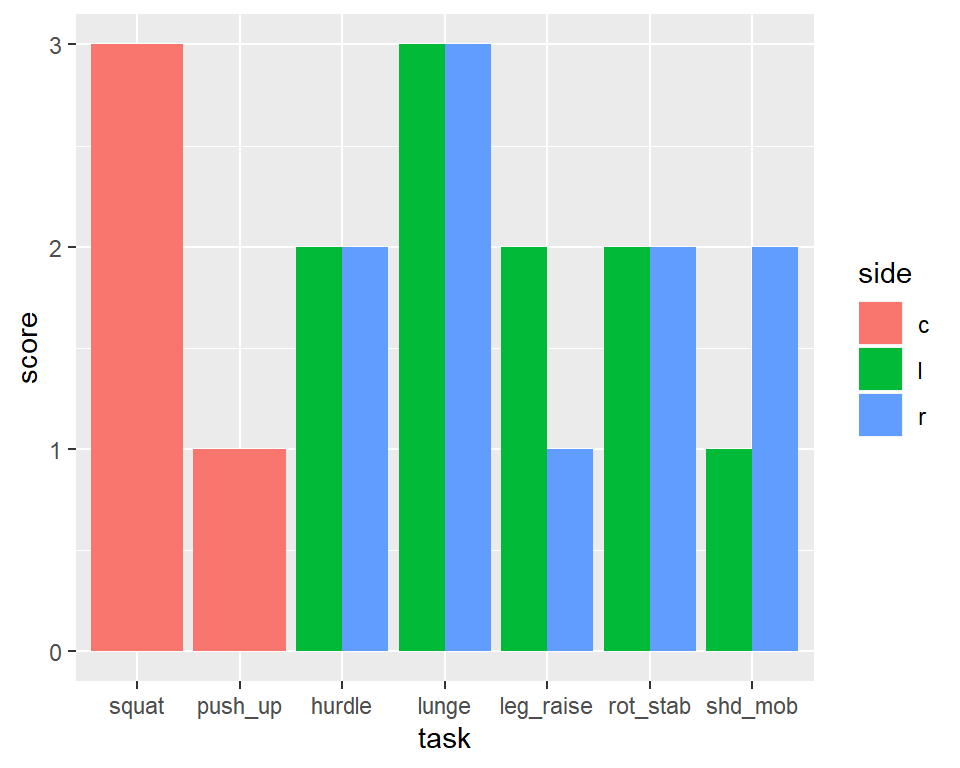 score
3
2
1
0
squat push_up hurdle lunge leg_raise rot_stab shd_mob
task
side
c
l
r